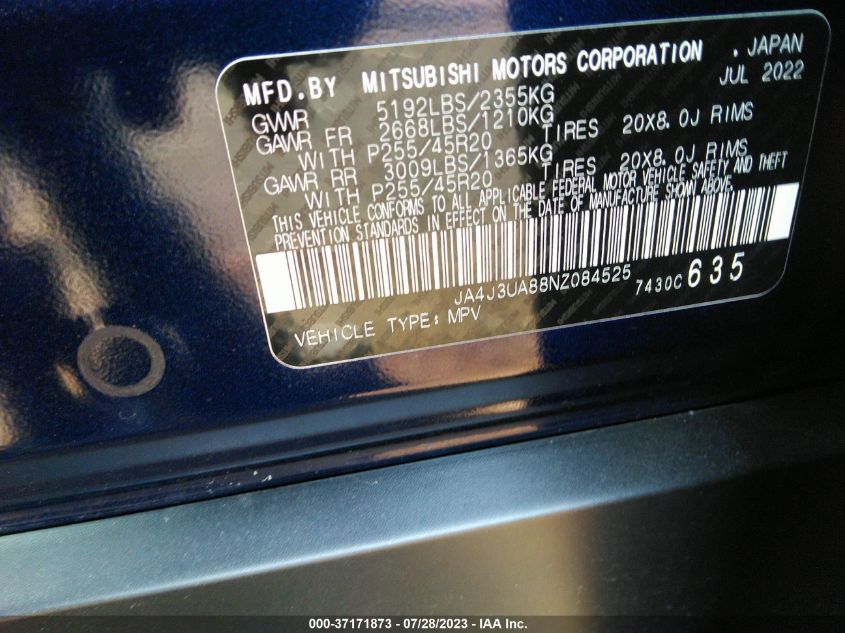 MFD.BY MITSUBISHI MOTORS CORPORATION . JAPAN
JUL 2022
GVWR 5192LBS/2355KG
GAWR FR 2668LBS/1210KG
WITH P255/45R20 TIRES 20X8.0J RIMS
GAWR RR 3009LBS/1365KG
WITH P255/45R20 TIRES 20X8.0J RIMS
THIS VEHICLE CONFORMS TO ALL APPLICABLE FEDERAL MOTOR VEHICLE SAFETY AND THEFT
PREVENTION STANDARDS IN EFFECT ON THE DATE OF MANUFACTURE SHOWN ABOVE.
JA4J3UA88NZ084525 7430C 635
VEHICLE TYPE: MPV
000-37171873 / 07/28/2023 - IAA Inc.